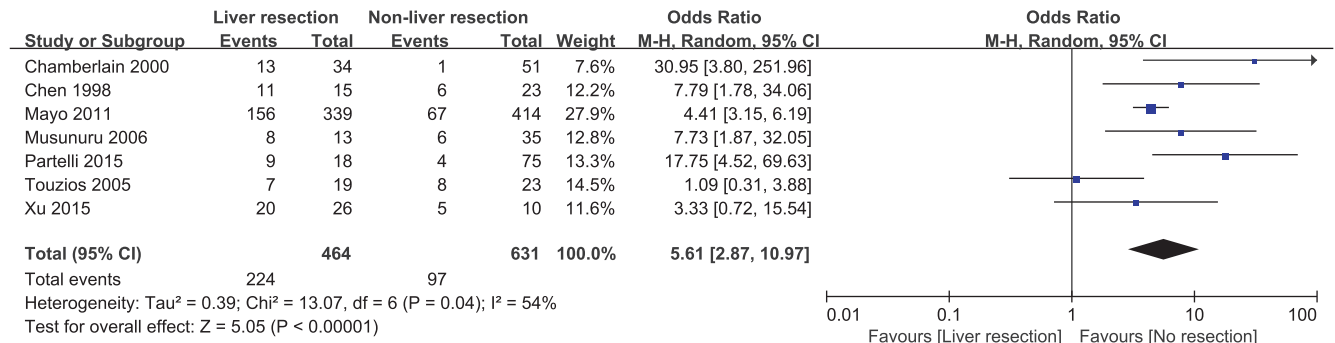 Liver resection Non-liver resection Odds Ratio Odds Ratio
Study or Subgroup Events Total Events Total Weight M-H, Random, 95% CI M-H, Random, 95% CI
Chamberlain 2000 13 34 1 51 7.6% 30.95 [3.80, 251.96]
Chen 1998 11 15 6 23 12.2% 7.79 [1.78, 34.06]
Mayo 2011 156 339 67 414 27.9% 4.41 [3.15, 6.19]
Musunuru 2006 8 13 6 35 12.8% 7.73 [1.87, 32.05]
Partelli 2015 9 18 4 75 13.3% 17.75 [4.52, 69.63]
Touzios 2005 7 19 8 23 14.5% 1.09 [0.31, 3.88]
Xu 2015 20 26 5 10 11.6% 3.33 [0.72, 15.54]
Total (95% CI) 464 631 100.0% 5.61 [2.87, 10.97]
Total events 224 97
Heterogeneity: Tau² = 0.39; Chi² = 13.07, df = 6 (P = 0.04); I² = 54%
Test for overall effect: Z = 5.05 (P < 0.00001)
0.01 0.1 1 10 100
Favours [Liver resection] Favours [No resection]